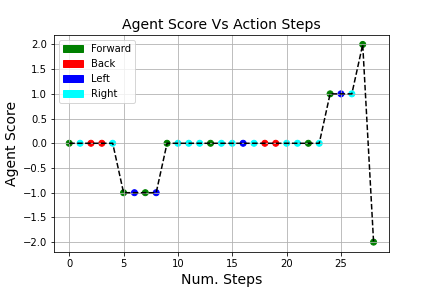 Agent Score Vs Action Steps
Agent Score
2.0
1.5
1.0
0.5
0.0
−0.5
−1.0
−1.5
−2.0
Forward
Back
Left
Right
0 5 10 15 20 25
Num. Steps